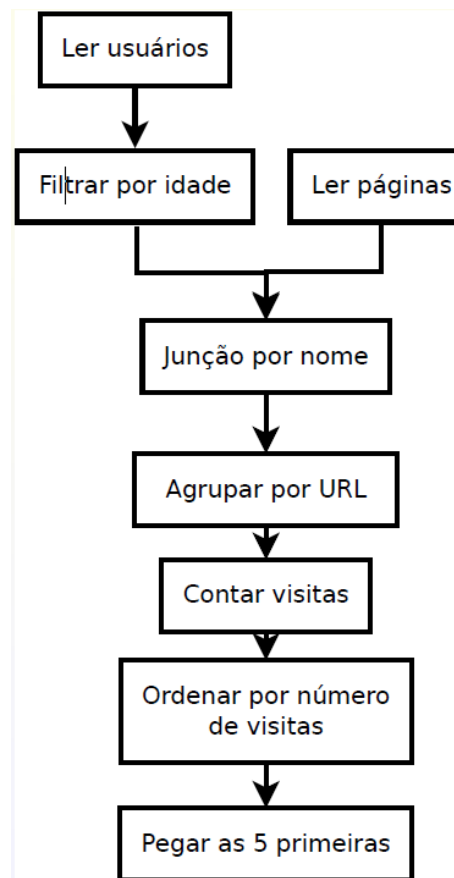 Ler usuários
Filtrar por idade
Ler páginas
Junção por nome
Agrupar por URL
Contar visitas
Ordenar por número
de visitas
Pegar as 5 primeiras